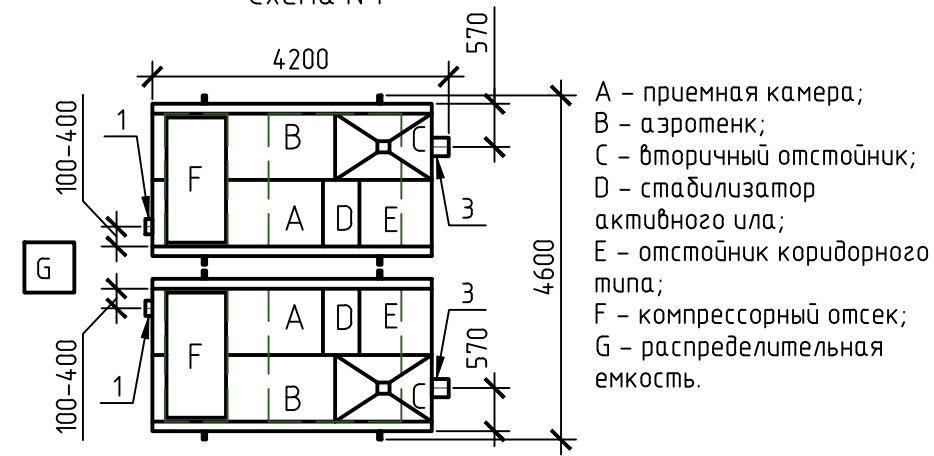 Схема №1
4200
570
100-400
1
B
C
F
A
D
E
3
G
4600
A
D
E
3
F
B
C
570
100-400
1
A – приемная камера;
B – аэротенк;
C – вторичный отстойник;
D – стабилизатор
активного ила;
E – отстойник коридорного
типа;
F – компрессорный отсек;
G – распределительная
емкость.